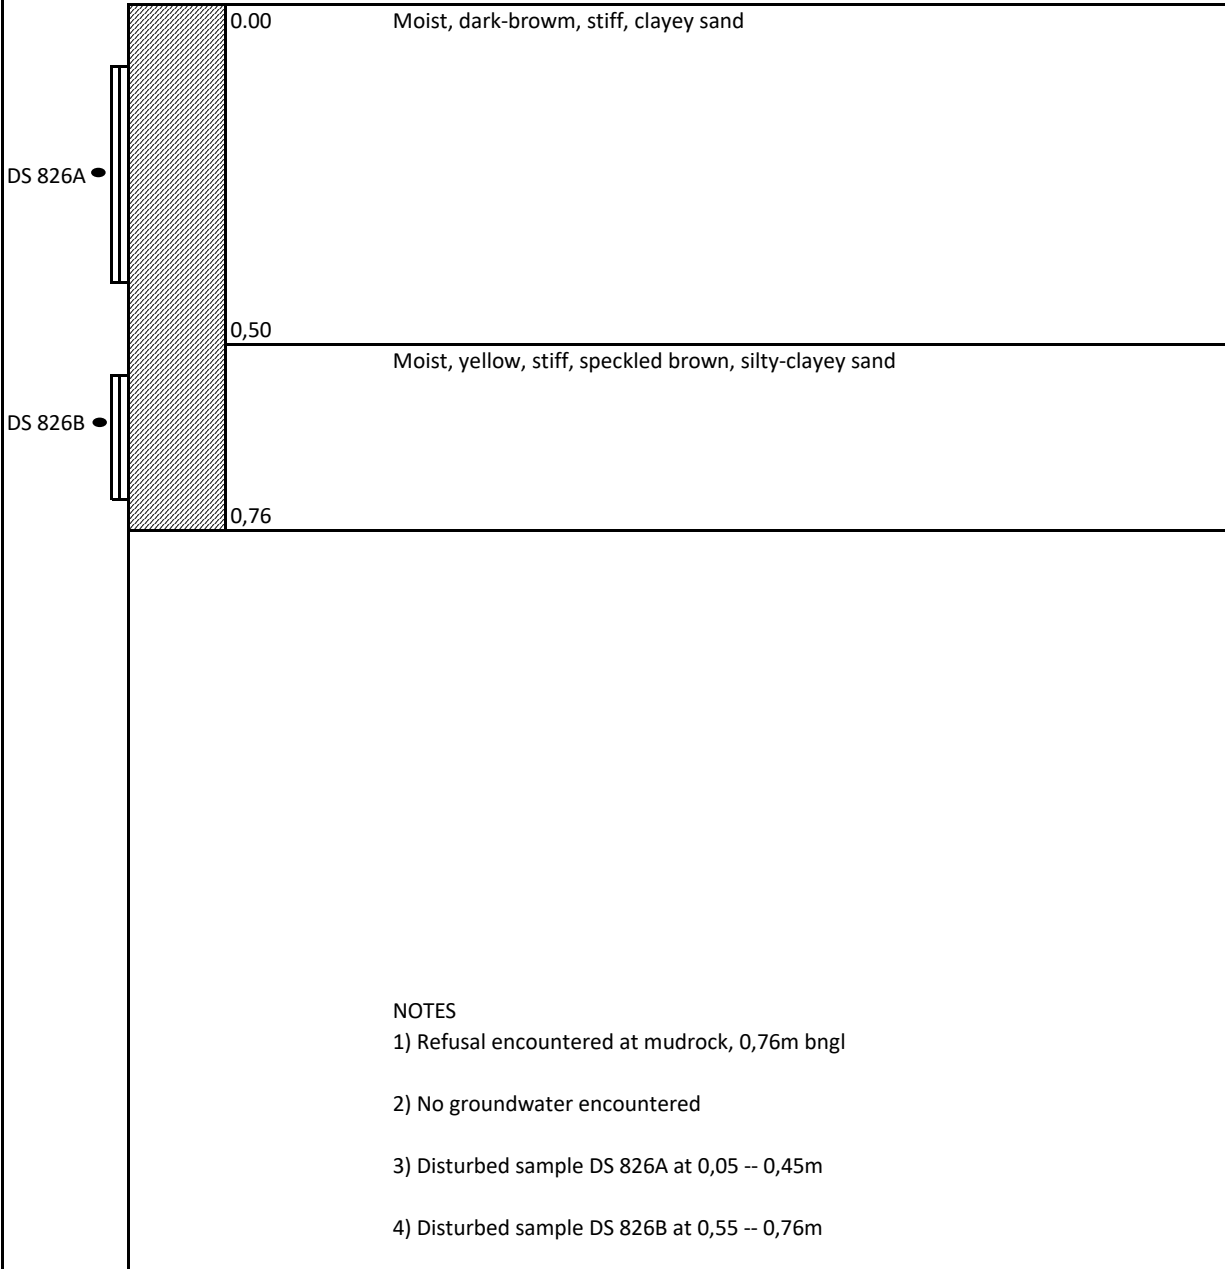 0.00 Moist, dark-browm, stiff, clayey sand
DS 826A
0,50
Moist, yellow, stiff, speckled brown, silty-clayey sand
DS 826B
0,76
NOTES
1) Refusal encountered at mudrock, 0,76m bngl
2) No groundwater encountered
3) Disturbed sample DS 826A at 0,05 -- 0,45m
4) Disturbed sample DS 826B at 0,55 -- 0,76m